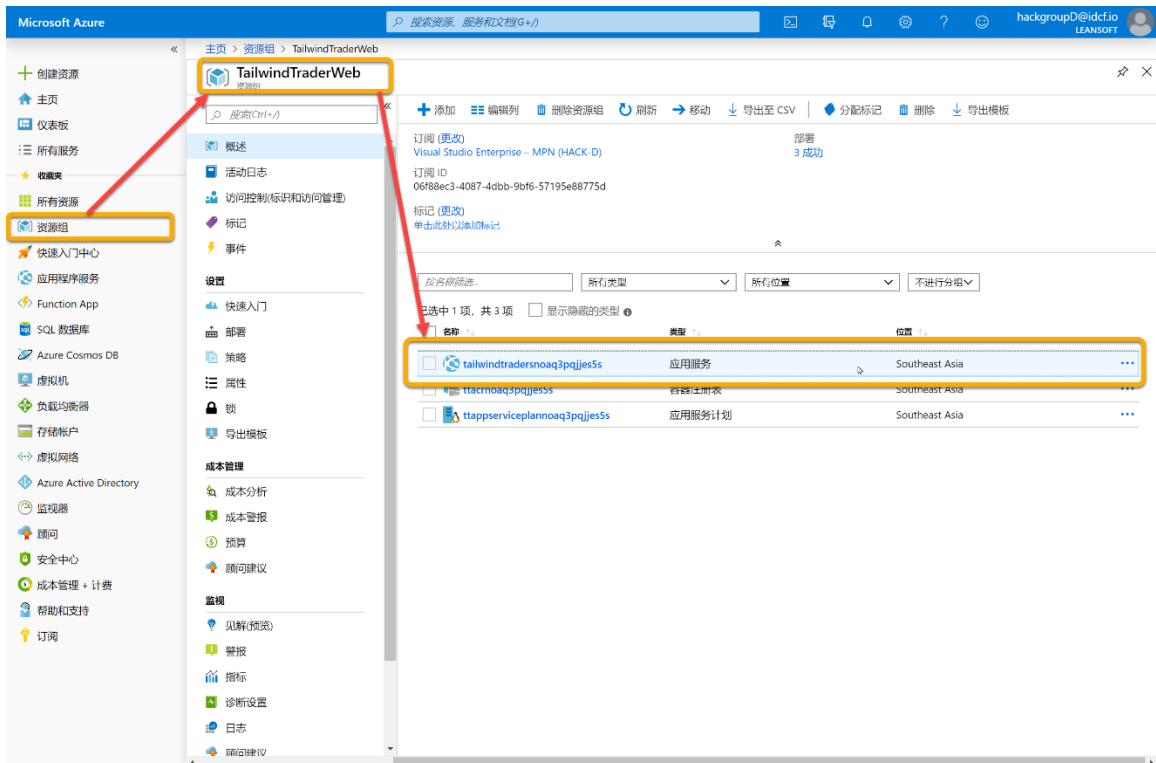 Microsoft Azure
搜索资源、服务和文档(G+/)
hackgroupD@idcf.io
LEANSOFT
«
主页 > 资源组 > TailwindTraderWeb
创建资源
主页
仪表板
所有服务
收藏夹
所有资源
资源组
快速入门中心
应用程序服务
Function App
SQL 数据库
Azure Cosmos DB
虚拟机
负载均衡器
存储帐户
虚拟网络
Azure Active Directory
监视器
顾问
安全中心
成本管理 + 计费
帮助和支持
订阅
TailwindTraderWeb
资源组
搜索(Ctrl+/)
«
概述
活动日志
访问控制(标识和访问管理)
标记
事件
设置
快速入门
部署
策略
属性
锁
导出模板
成本管理
成本分析
成本警报
预算
顾问建议
监视
见解(预览)
警报
指标
诊断设置
日志
顾问建议
添加 编辑列 删除资源组 刷新 移动 导出至 CSV 分配标记 删除 导出模板
订阅 (更改)
Visual Studio Enterprise – MPN (HACK-D)
部署
3 成功
订阅 ID
06f88ec3-4087-4dbb-9bf6-57195e88775d
标记 (更改)
单击此处以添加标记
按名称筛选... 所有类型 所有位置 不进行分组
已选中 1 项，共 3 项 显示隐藏的类型
名称 类型 位置
tailwindtradersnoaq3pqjjes5s 应用服务 Southeast Asia
ttacrnoaq3pqjjes5s 容器注册表 Southeast Asia
ttappserviceplannoaq3pqjjes5s 应用服务计划 Southeast Asia